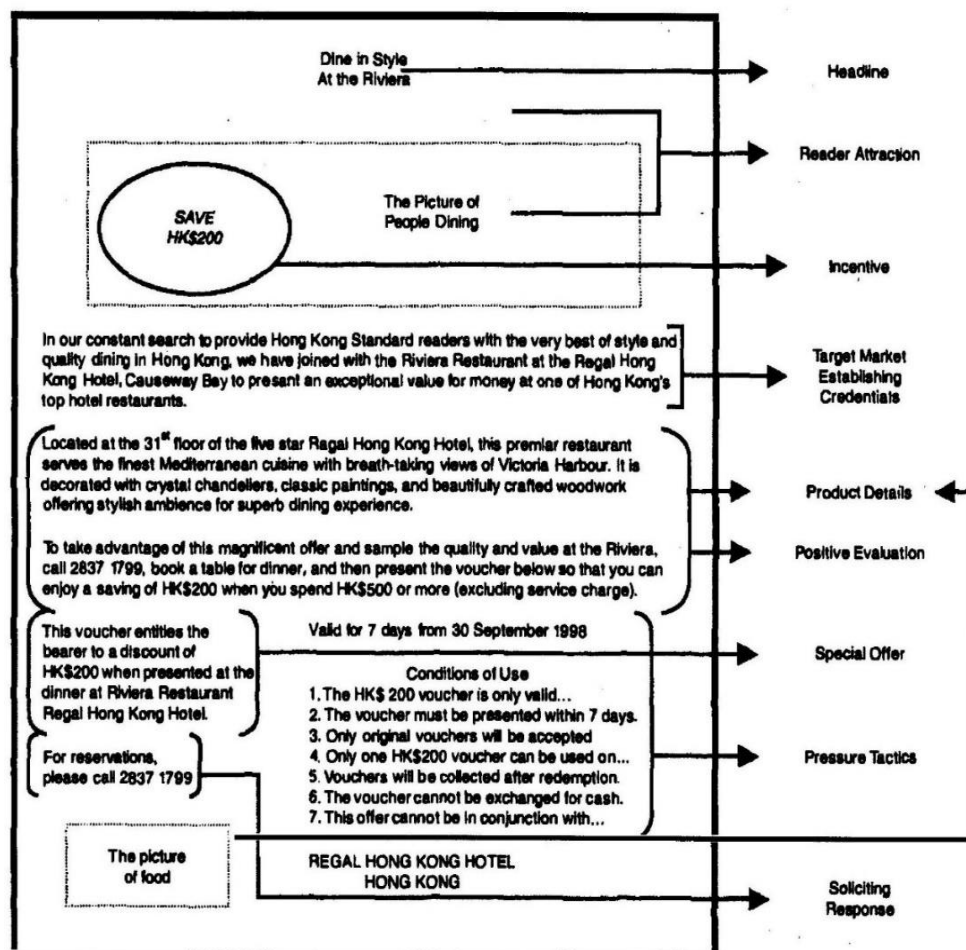 Dine in Style
At the Riviera
Headline
Reader Attraction
SAVE
HK$200
The Picture of
People Dining
Incentive
In our constant search to provide Hong Kong Standard readers with the very best of style and
quality dining in Hong Kong, we have joined with the Riviera Restaurant at the Regal Hong
Kong Hotel, Causeway Bay to presant an exceptional value for money at one of Hong Kong's
top hotel restaurants.
Target Market
Establishing
Credentials
Located at the 31st floor of the five star Ragal Hong Kong Hotel, this premiar restaurant
serves the finest Mediterranean cuisine with breath-taking views of Victoria Harbour. It is
decorated with crystal chandeliers, classic paintings, and beautifully crafted woodwork
offering stylish ambience for superb dining experience.
Product Details
To take advantage of this magnificent offer and sample the quality and value at the Riviera,
call 2837 1799, book a table for dinner, and then present the voucher below so that you can
enjoy a saving of HK$200 when you spend HK$500 or more (excluding service charge).
Positive Evaluation
This voucher entities the
bearer to a discount of
HK$200 when presented at the
dinner at Riviera Restaurant
Regal Hong Kong Hotel.
Valid for 7 days from 30 September 1998
Special Offer
Conditions of Use
1. The HK$ 200 voucher is only valid...
2. The voucher must be presented within 7 days.
3. Only original vouchers will be accepted
4. Only one HK$200 voucher can be used on...
5. Vouchers will be collected after redemption.
6. The voucher cannot be exchanged for cash.
7. This offer cannot be in conjunction with...
Pressure Tactics
For reservations,
please call 2837 1799
The picture
of food
REGAL HONG KONG HOTEL
HONG KONG
Soliciting
Response